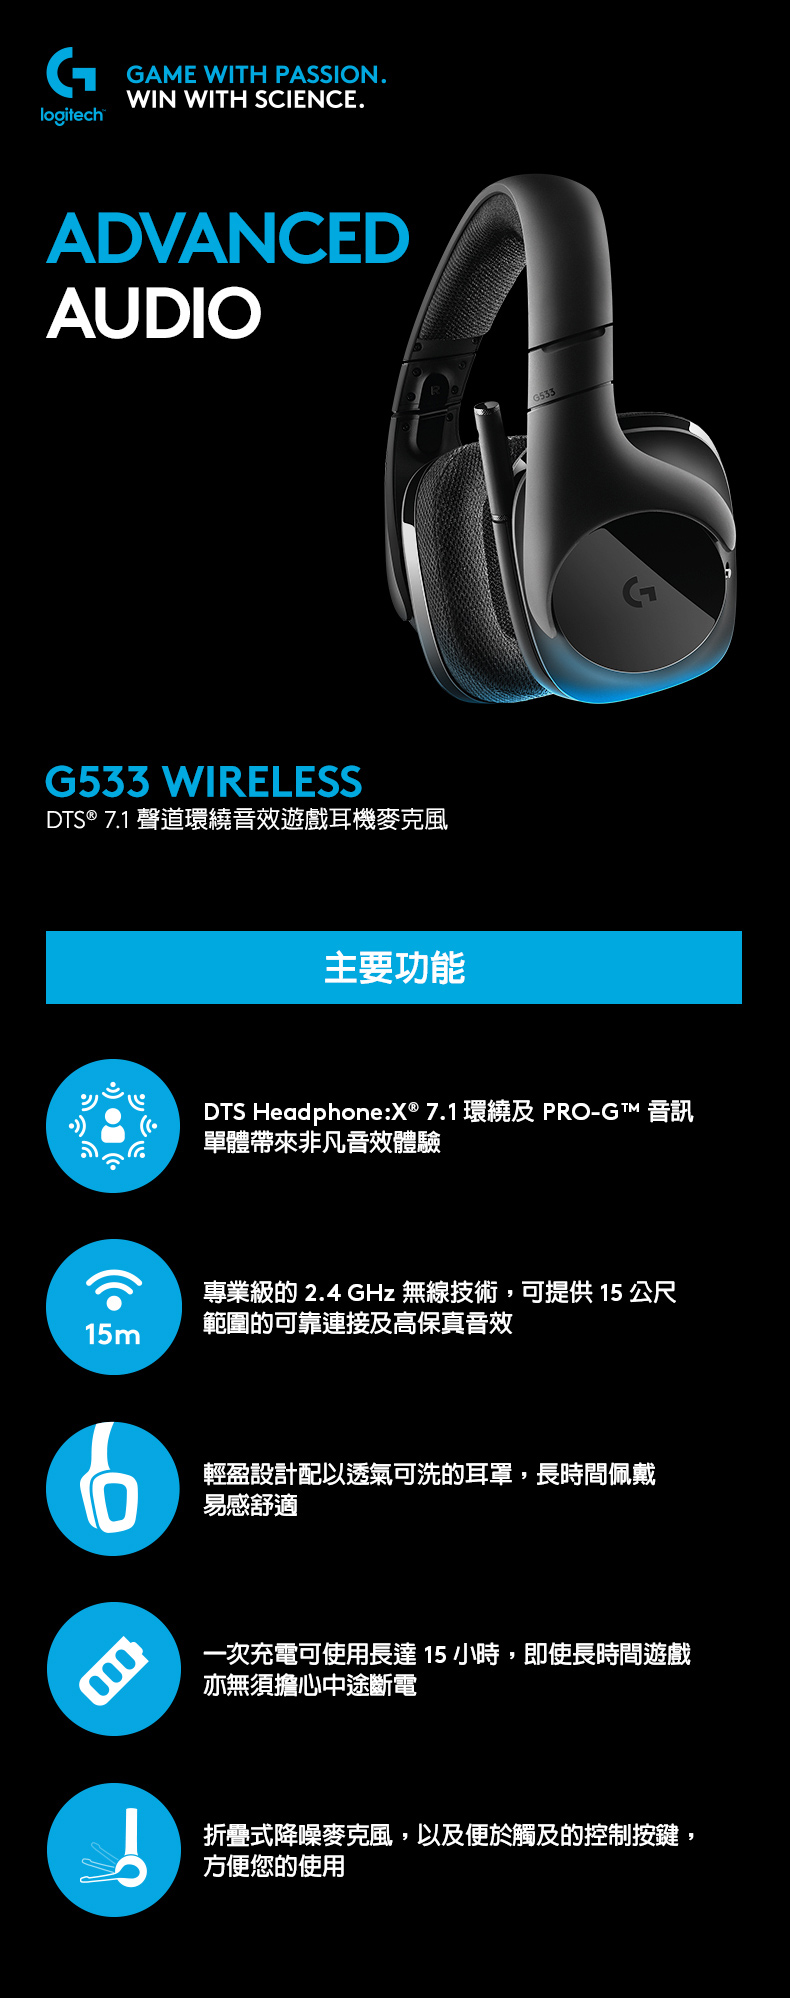 GAME WITH PASSION.
WIN WITH SCIENCE.
logitech
ADVANCED
AUDIO
R
G533
G533 WIRELESS
DTS® 7.1 聲道環繞音效遊戲耳機麥克風
主要功能
DTS Headphone:X® 7.1 環繞及 PRO-G™ 音訊
單體帶來非凡音效體驗
專業級的 2.4 GHz 無線技術，可提供 15 公尺
範圍的可靠連接及高保真音效
15m
輕盈設計配以透氣可洗的耳罩，長時間佩戴
易感舒適
一次充電可使用長達 15 小時，即使長時間遊戲
亦無須擔心中途斷電
折疊式降噪麥克風，以及便於觸及的控制按鍵，
方便您的使用